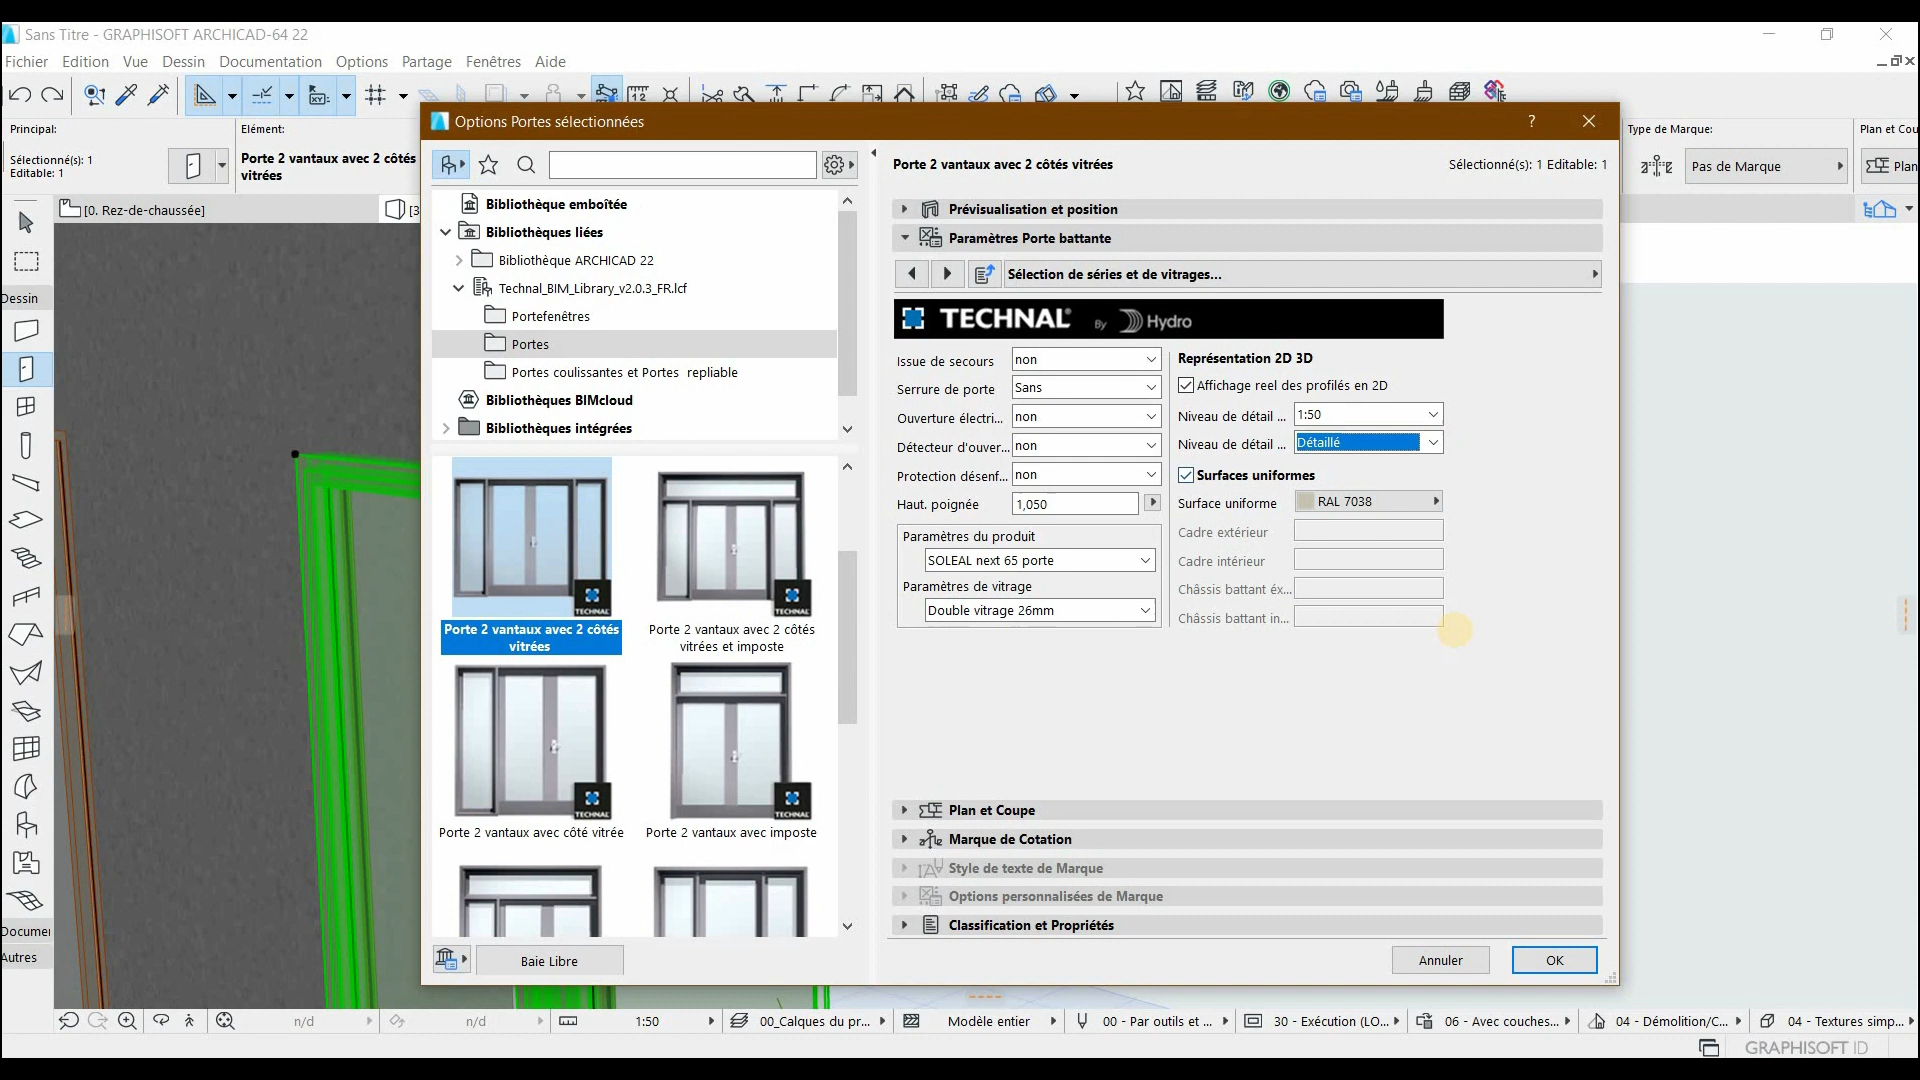 Sans Titre - GRAPHISOFT ARCHICAD-64 22
Fichier Edition Vue Dessin Documentation Options Partage Fenêtres Aide
Principal:
Sélectionné(s): 1
Editable: 1
Elément:
Porte 2 vantaux avec 2 côtés
vitrées
Type de Marque:
Pas de Marque
Plan et Cou
Plan
[0. Rez-de-chaussée]
[3
Dessin
Documen
Autres
Options Portes sélectionnées
?
Bibliothèque emboîtée
Bibliothèques liées
Bibliothèque ARCHICAD 22
Technal_BIM_Library_v2.0.3_FR.lcf
Portefenêtres
Portes
Portes coulissantes et Portes repliable
Bibliothèques BIMcloud
Bibliothèques intégrées
TECHNAL
TECHNAL
Porte 2 vantaux avec 2 côtés
vitrées
Porte 2 vantaux avec 2 côtés
vitrées et imposte
TECHNAL
TECHNAL
Porte 2 vantaux avec côté vitrée
Porte 2 vantaux avec imposte
Baie Libre
Porte 2 vantaux avec 2 côtés vitrées
Sélectionné(s): 1 Editable: 1
Prévisualisation et position
Paramètres Porte battante
Sélection de séries et de vitrages...
TECHNAL® By Hydro
Issue de secours non
Serrure de porte Sans
Ouverture électri... non
Détecteur d'ouver... non
Protection désenf... non
Haut. poignée 1,050
Paramètres du produit
SOLEAL next 65 porte
Paramètres de vitrage
Double vitrage 26mm
Représentation 2D 3D
Affichage reel des profilés en 2D
Niveau de détail ... 1:50
Niveau de détail ... Détaillé
Surfaces uniformes
Surface uniforme RAL 7038
Cadre extérieur
Cadre intérieur
Châssis battant éx...
Châssis battant in...
Plan et Coupe
Marque de Cotation
Style de texte de Marque
Options personnalisées de Marque
Classification et Propriétés
Annuler
OK
n/d
n/d
1:50
00_Calques du pr...
Modèle entier
00 - Par outils et ...
30 - Exécution (LO...
06 - Avec couches...
04 - Démolition/C...
04 - Textures simp...
GRAPHISOFT ID